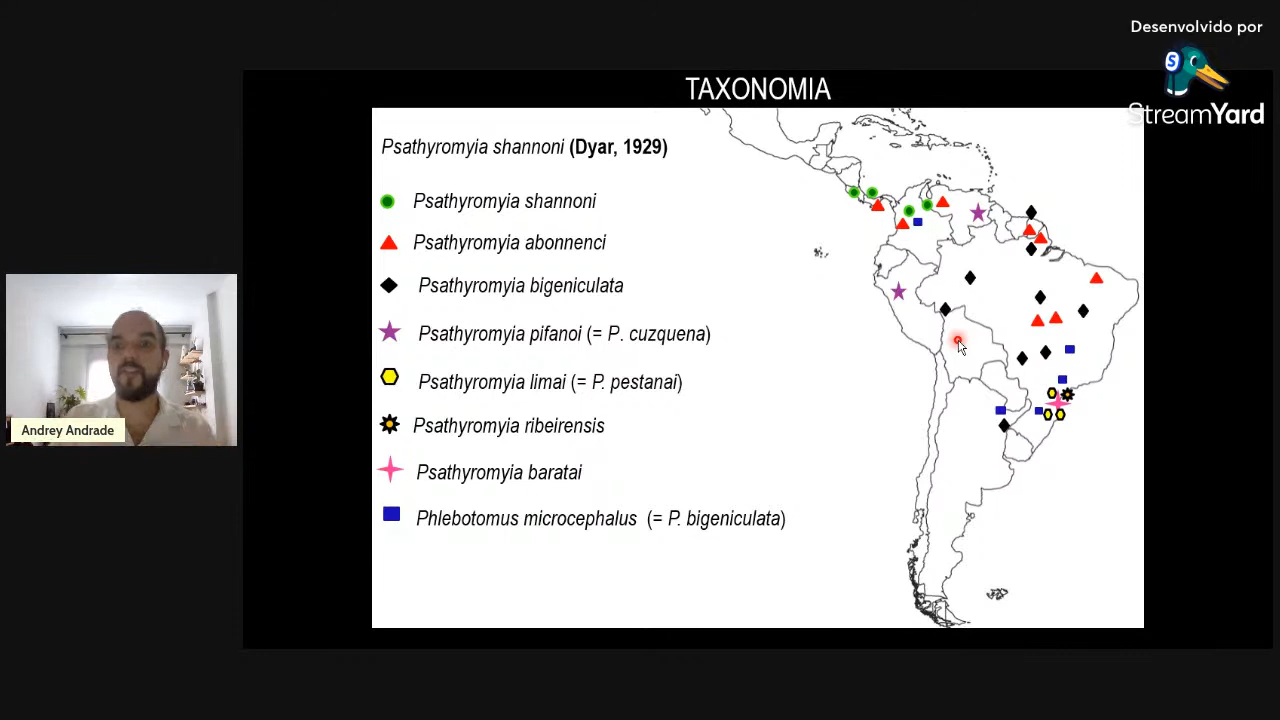 Desenvolvido por
StreamYard
TAXONOMIA
Psathyromyia shannoni (Dyar, 1929)
Psathyromyia shannoni
Psathyromyia abonnenci
Psathyromyia bigeniculata
Psathyromyia pifanoi (= P. cuzquena)
Psathyromyia limai (= P. pestanai)
Psathyromyia ribeirensis
Psathyromyia baratai
Phlebotomus microcephalus (= P. bigeniculata)
Andrey Andrade